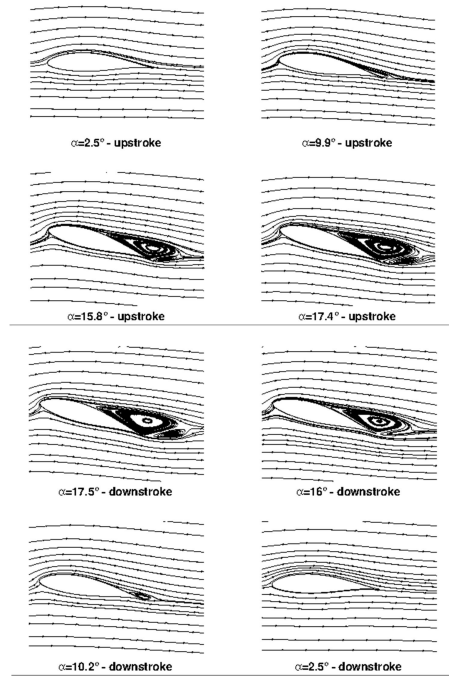 α=2.5° - upstroke
α=9.9° - upstroke
α=15.8° - upstroke
α=17.4° - upstroke
α=17.5° - downstroke
α=16° - downstroke
α=10.2° - downstroke
α=2.5° - downstroke